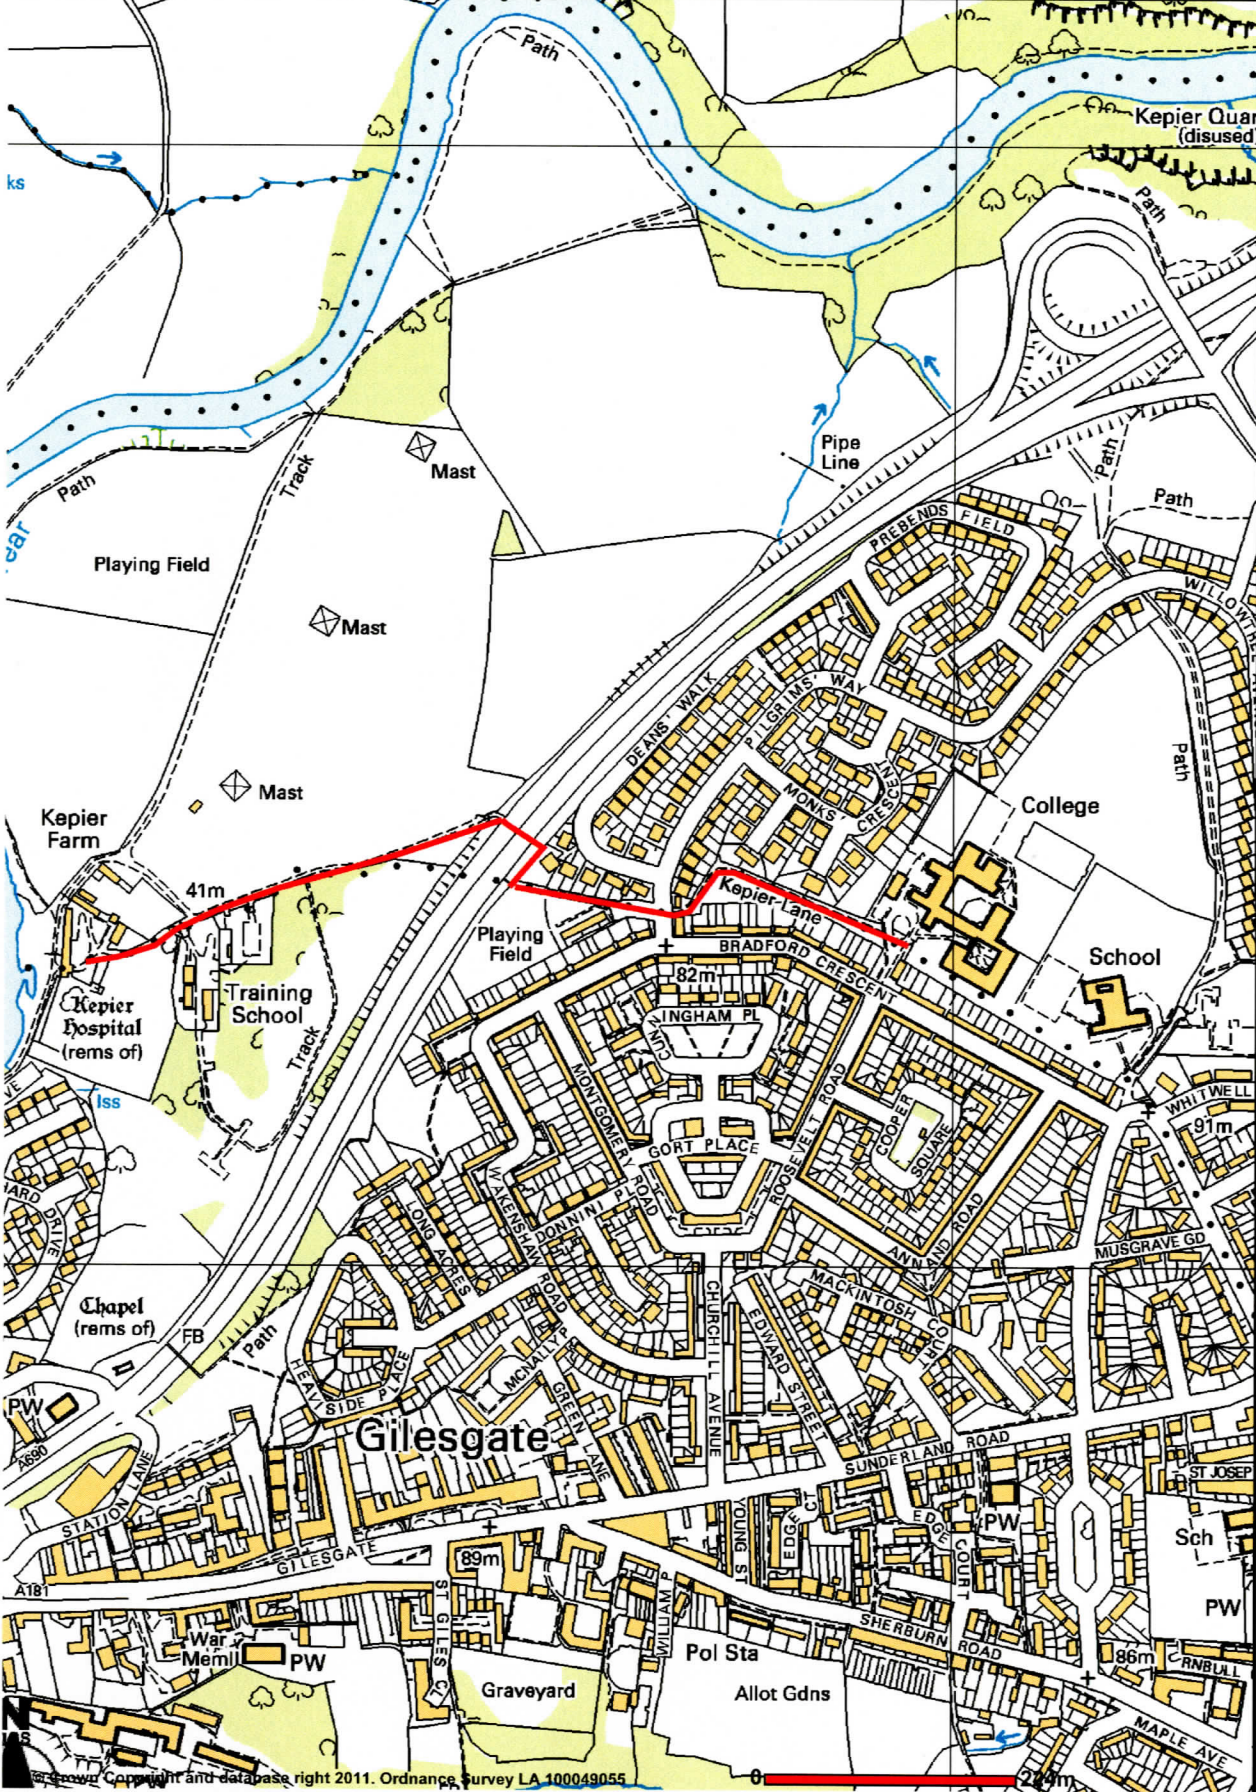 Path
Kepier Quar
(disused)
ks
Path
Pipe
Line
Mast
Track
Path
Path
Path
PREBENDS FIELD
ear
Playing Field
WILLOWTREE
Mast
DEANS' WALK
PILGRIMS' WAY
Path
MONKS' CRESCENT
Mast
College
Kepier
Farm
41m
Kepier Lane
Playing
Field
BRADFORD CRESCENT
82m
School
Training
School
Kepier
Hospital
(rems of)
INGHAM PL
Track
Iss
MONTGOMERY ROAD
ROOSEVELT ROAD
COOPER
SQUARE
WHITWELL
91m
GORT PLACE
WAKENSHAW ROAD
DONNINI PL
LONG ACRES
ANNAND ROAD
MUSGRAVE GD
DRIVE
MACKINTOSH COURT
Chapel
(rems of)
FB
Path
CHURCHILL AVENUE
EDWARD STREET
HEAVISIDE PLACE
MCNALLY P
GREEN LANE
PW
Gilesgate
A690
SUNDERLAND ROAD
ST JOSEP
STATION LANE
YOUNG ST
EDGE CT
EDGE COURT
PW
Sch
GILESGATE
89m
A181
ST GILES CL
WILLIAM P
SHERBURN ROAD
PW
War
Meml
PW
Pol Sta
86m
RNBULL
Graveyard
Allot Gdns
MAPLE AVE
N
© Crown Copyright and database right 2011. Ordnance Survey LA 100049055
0
224m